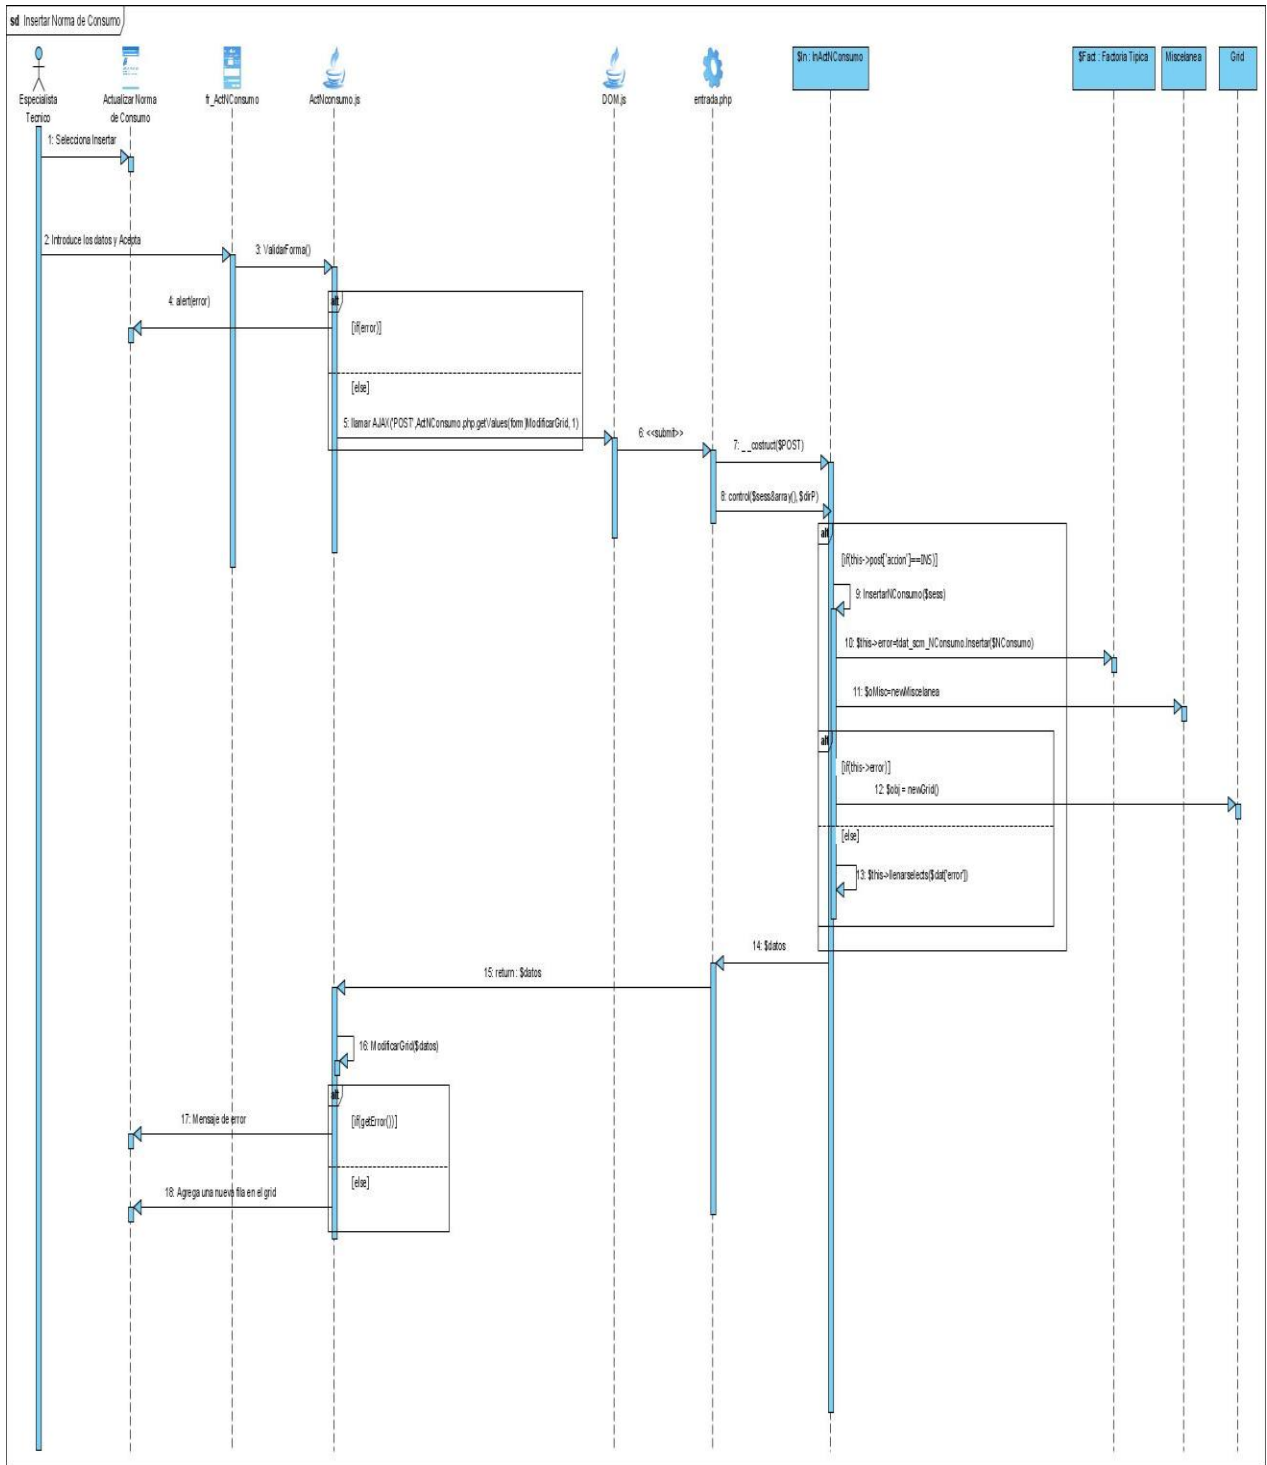 sd Insertar Norma de Consumo
Especialista
Tecnico
Actualizar Norma
de Consumo
fr_ActNConsumo
ActNconsumo.js
DOM.js
entrada.php
$In : InActNConsumo
$Fact : Factoria Tipica
Miscelanea
Grid
1: Selecciona Insertar
2: Introduce los datos y Acepta
3: ValidarForma()
alt
4: alert(error)
[if(error)]
[else]
5: llamar AJAX('POST',ActNConsumo.php.getValues(form)ModificarGrid, 1)
6: <<submit>>
7: _ _costruct($POST)
8: control($sess&array(), $dirP)
alt
[if(this->post['accion']==INS)]
9: InsertarNConsumo($sess)
10: $this->error=tdat_scm_NConsumo.Insertar($NConsumo)
11: $oMisc=newMiscelanea
alt
[if(this->error)]
12: $obj = newGrid()
[else]
13: $this->llenarselects($dat['error'])
14: $datos
15: return : $datos
16: ModificarGrid($datos)
alt
17: Mensaje de error
[if(getError())]
[else]
18: Agrega una nueva fila en el grid